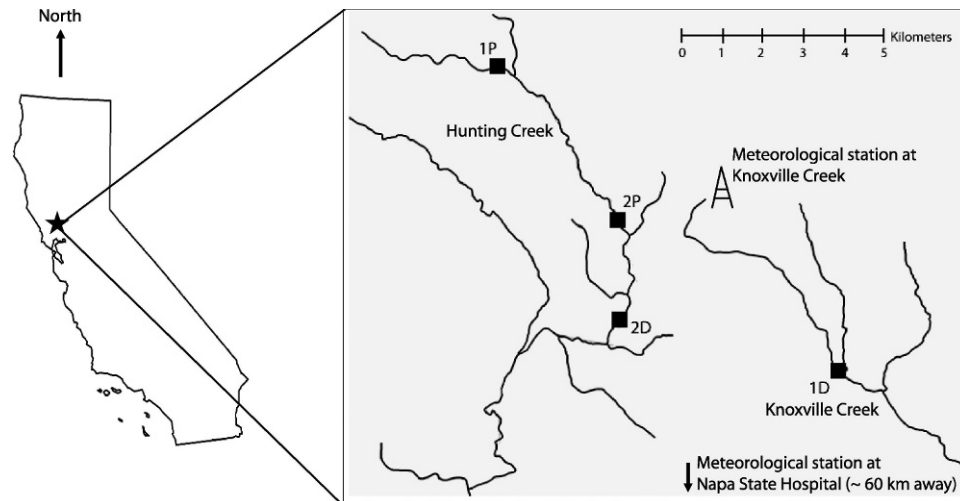 North
1P
Kilometers
0 1 2 3 4 5
Hunting Creek
Meteorological station at
Knoxville Creek
2P
2D
1D
Knoxville Creek
Meteorological station at
Napa State Hospital (~ 60 km away)